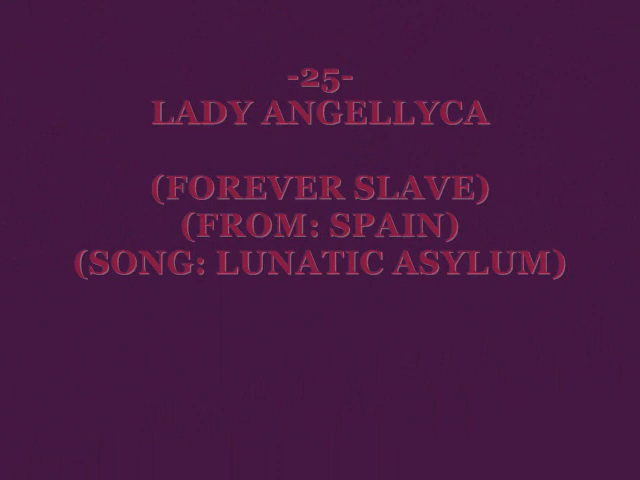 -25-
LADY ANGELLYCA
(FOREVER SLAVE)
(FROM: SPAIN)
(SONG: LUNATIC ASYLUM)